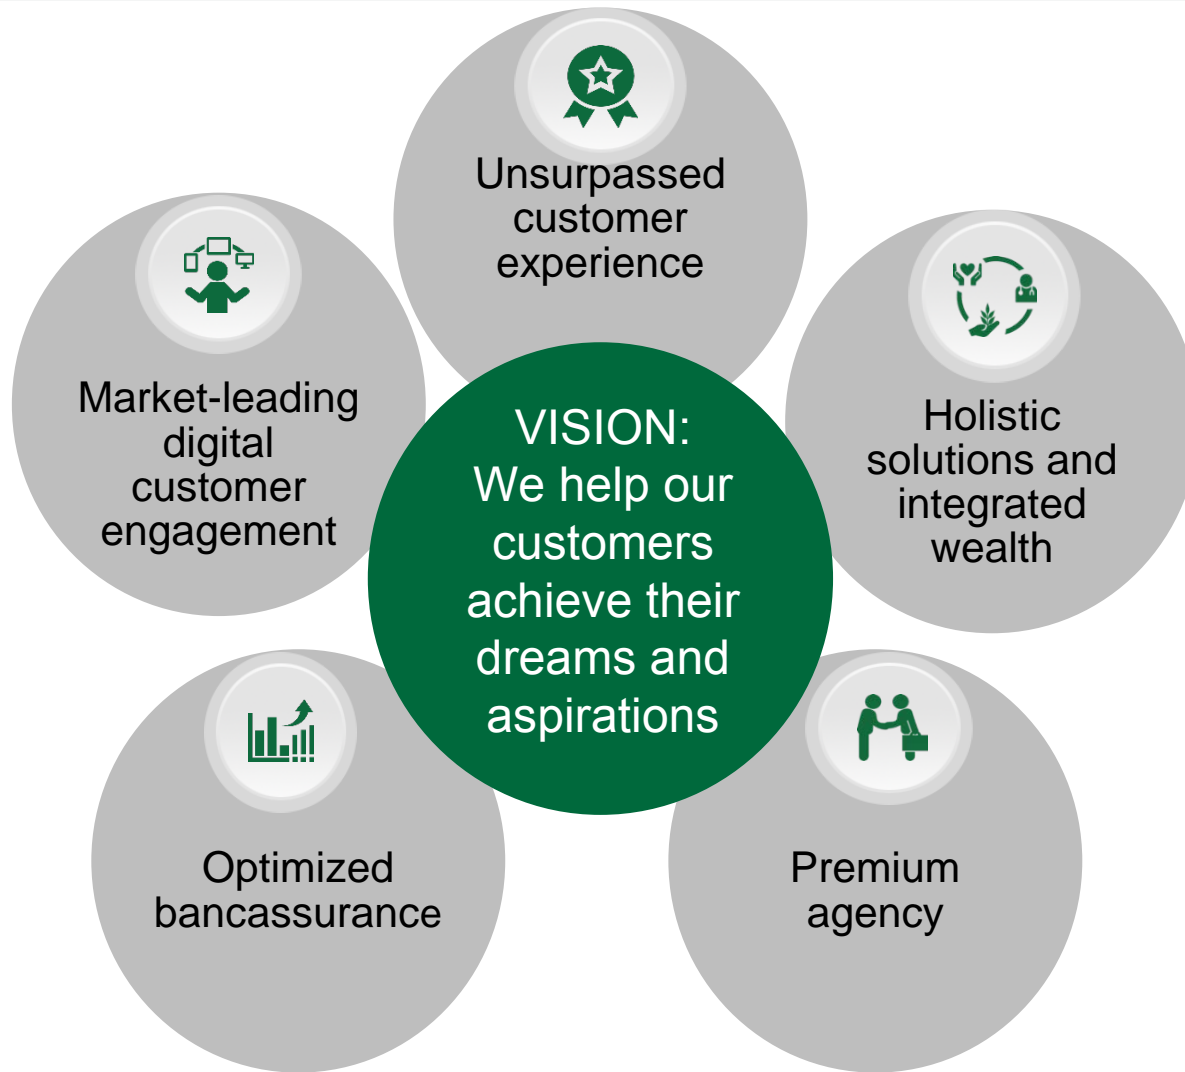 Unsurpassed
customer
experience
Market-leading
digital
customer
engagement
VISION:
We help our
customers
achieve their
dreams and
aspirations
Holistic
solutions and
integrated
wealth
Optimized
bancassurance
Premium
agency